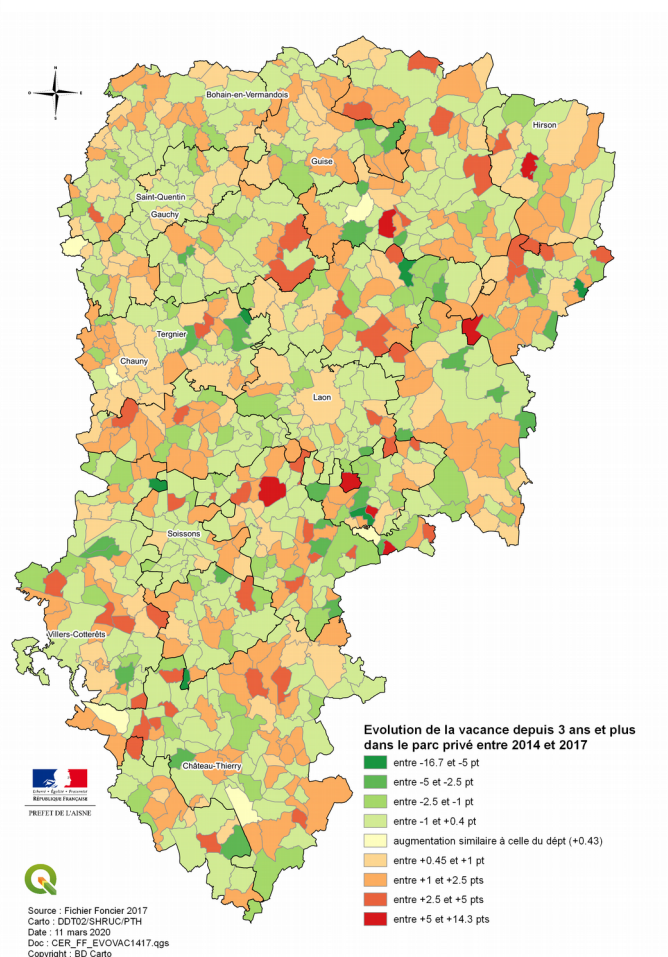 N
O
E
S
Bohain-en-Vermandois
Hirson
Guise
Saint-Quentin
Gauchy
Tergnier
Chauny
Laon
Soissons
Villers-Cotterêts
Château-Thierry
Evolution de la vacance depuis 3 ans et plus
dans le parc privé entre 2014 et 2017
entre -16.7 et -5 pt
entre -5 et -2.5 pt
entre -2.5 et -1 pt
entre -1 et +0.4 pt
augmentation similaire à celle du dépt (+0.43)
entre +0.45 et +1 pt
entre +1 et +2.5 pts
entre +2.5 et +5 pts
entre +5 et +14.3 pts
Liberté • Égalité • Fraternité
RÉPUBLIQUE FRANÇAISE
PREFET DE L'AISNE
Source : Fichier Foncier 2017
Carto : DDT02/SHRUC/PTH
Date : 11 mars 2020
Doc : CER_FF_EVOVAC1417.qgs
Copyright : BD Carto